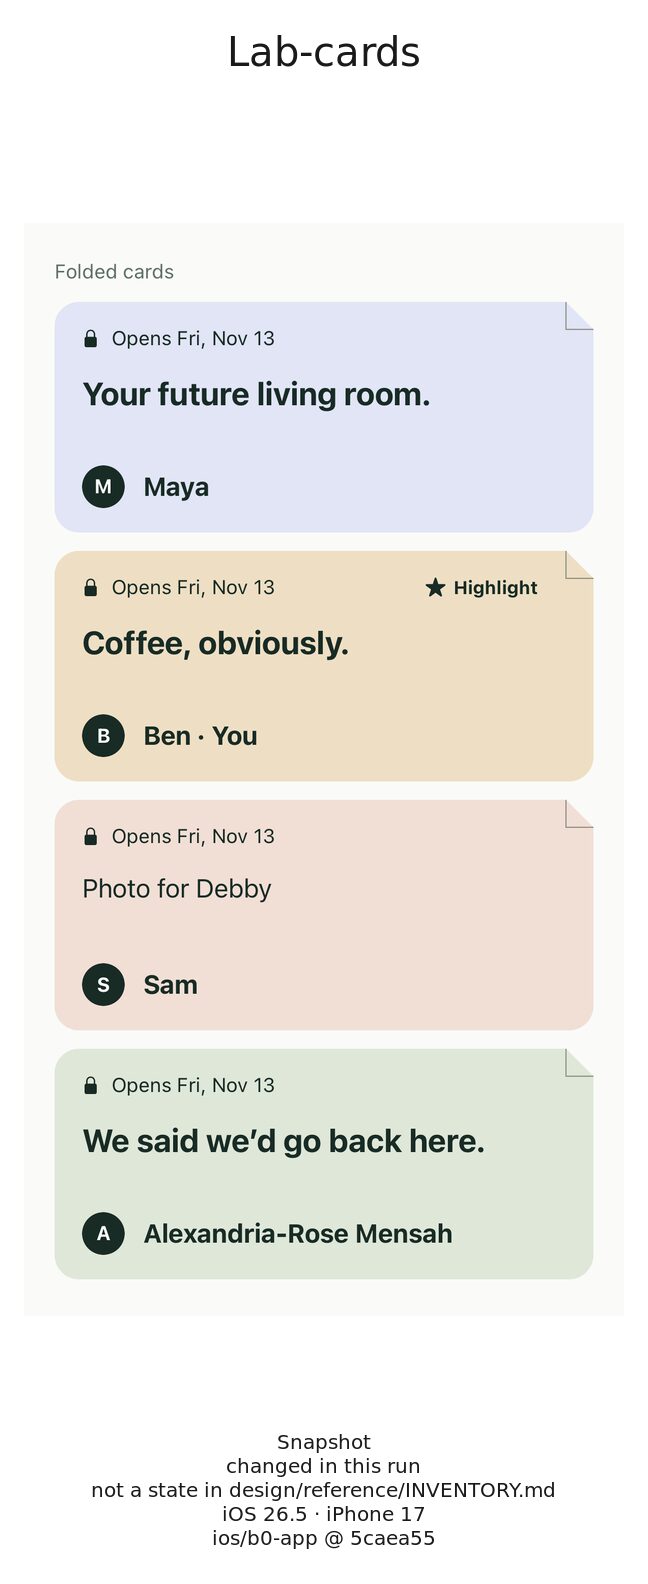 Lab-cards
Folded cards
Opens Fri, Nov 13
Your future living room.
M Maya
Opens Fri, Nov 13 Highlight
Coffee, obviously.
B Ben · You
Opens Fri, Nov 13
Photo for Debby
S Sam
Opens Fri, Nov 13
We said we’d go back here.
A Alexandria-Rose Mensah
Snapshot
changed in this run
not a state in design/reference/INVENTORY.md
iOS 26.5 · iPhone 17
ios/b0-app @ 5caea55